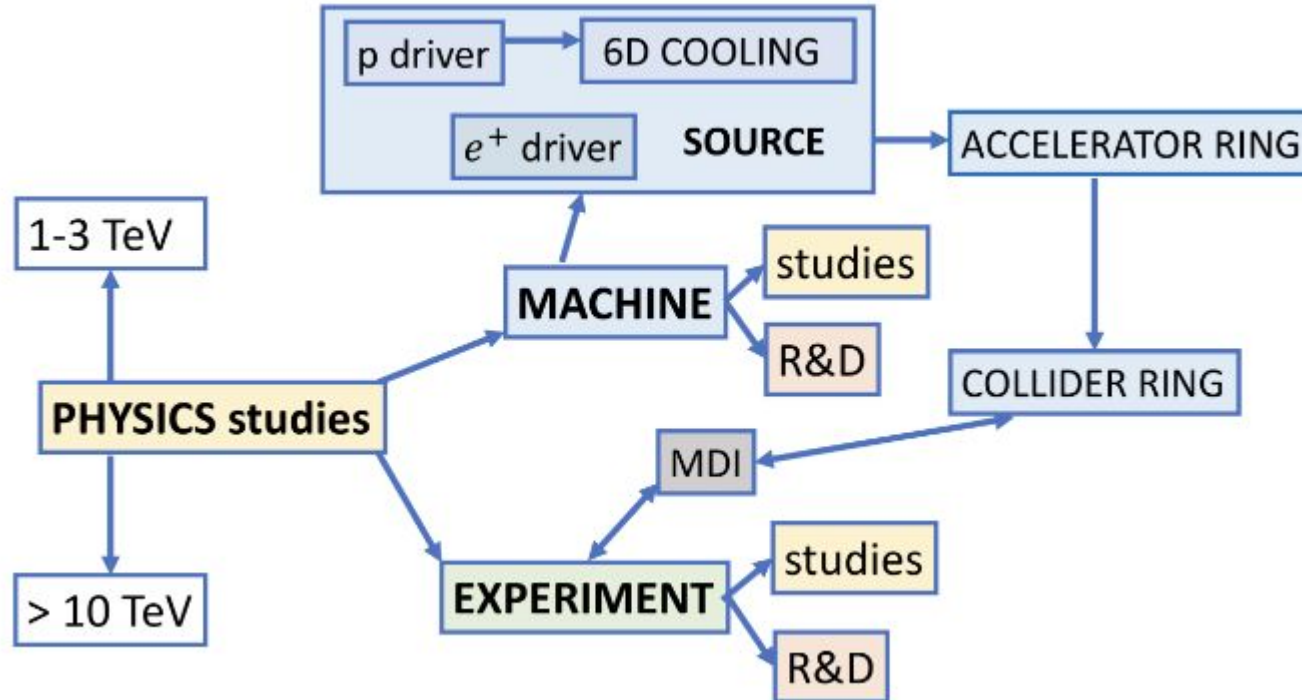 p driver
6D COOLING
e⁺ driver
SOURCE
ACCELERATOR RING
1-3 TeV
MACHINE
studies
R&D
COLLIDER RING
PHYSICS studies
MDI
> 10 TeV
EXPERIMENT
studies
R&D